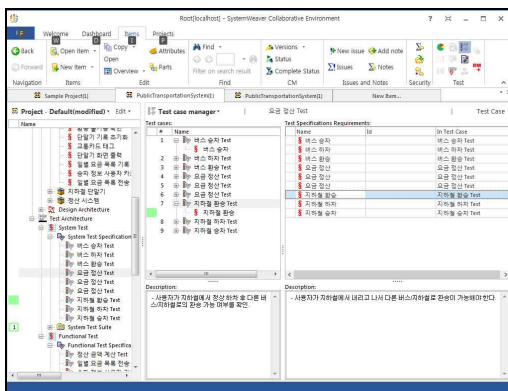 Root[localhost] - SystemWeaver Collaborative Environment
Welcome Dashboard Items Projects
W D I P
Back Open item Copy Attributes Find Versions New issue Add note
Open Status
Forward New item Overview Parts Filter on search result Complete Status Issues Notes Security
Navigation Items Edit Find CM Issues and Notes Test
Sample Project(1) PublicTransportationSystem(1) PublicTransportationSystem(1) New Item...
Project - Default(modified) Edit Test case manager 요금 정산 Test Test Case
Name
단말기 기록 초기화
교통카드 태그
단말기 화면 출력
일별 요금 목록 기록
승차 정보 사용자 카
일별 요금 목록 전송
지하철 단말기
정산 시스템
Design Architecture
Test Architecture
System Test
System Test Specification
버스 승차 Test
버스 하차 Test
버스 환승 Test
요금 정산 Test
요금 정산 Test
지하철 환승 Test
지하철 하차 Test
지하철 승차 Test
1 System Test Suite
Functional Test
Functional Test Specifica
정산 금액 계산 Test
일별 요금 목록 전송
Test cases:
# Name
1 버스 승차 Test
버스 승차
2 버스 하차 Test
3 버스 환승 Test
4 요금 정산 Test
5 요금 정산 Test
7 지하철 환승 Test
지하철 환승
8 지하철 하차 Test
9 지하철 승차 Test
Description:
- 사용자가 지하철에서 정상 하차 후 다른 버스/지하철로의 환승 가능 여부를 확인.
Test Specifications Requirements:
Name Id In Test Case
버스 승차 버스 승차 Test
버스 하차 버스 하차 Test
버스 환승 버스 환승 Test
요금 정산 요금 정산 Test
요금 정산 요금 정산 Test
요금 정산 요금 정산 Test
지하철 환승 지하철 환승 Test
지하철 하차 지하철 하차 Test
지하철 승차 지하철 승차 Test
Description:
- 사용자가 지하철에서 내리고 나서 다른 버스/지하철로 환승이 가능해야 한다.